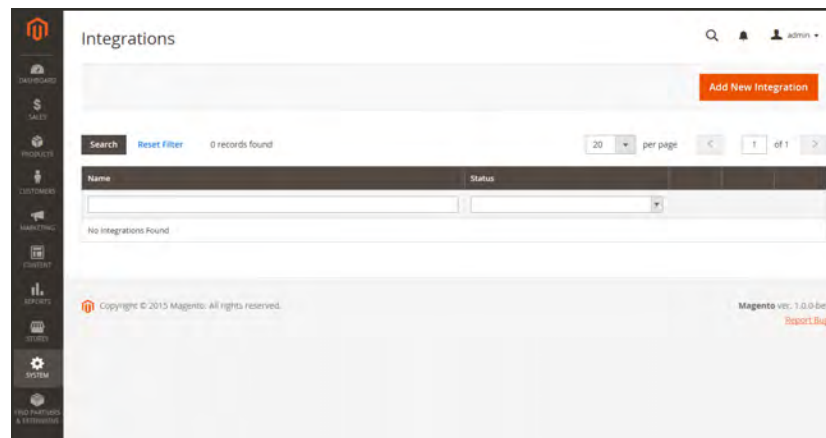 Integrations
admin
Add New Integration
Search Reset Filter 0 records found 20 per page 1 of 1
Name Status
No Integrations Found
Copyright © 2015 Magento. All rights reserved.
Magento ver. 1.0.0-be
Report Bug
DASHBOARD
SALES
PRODUCTS
CUSTOMERS
MARKETING
CONTENT
REPORTS
STORES
SYSTEM
FIND PARTNERS
& EXTENSIONS